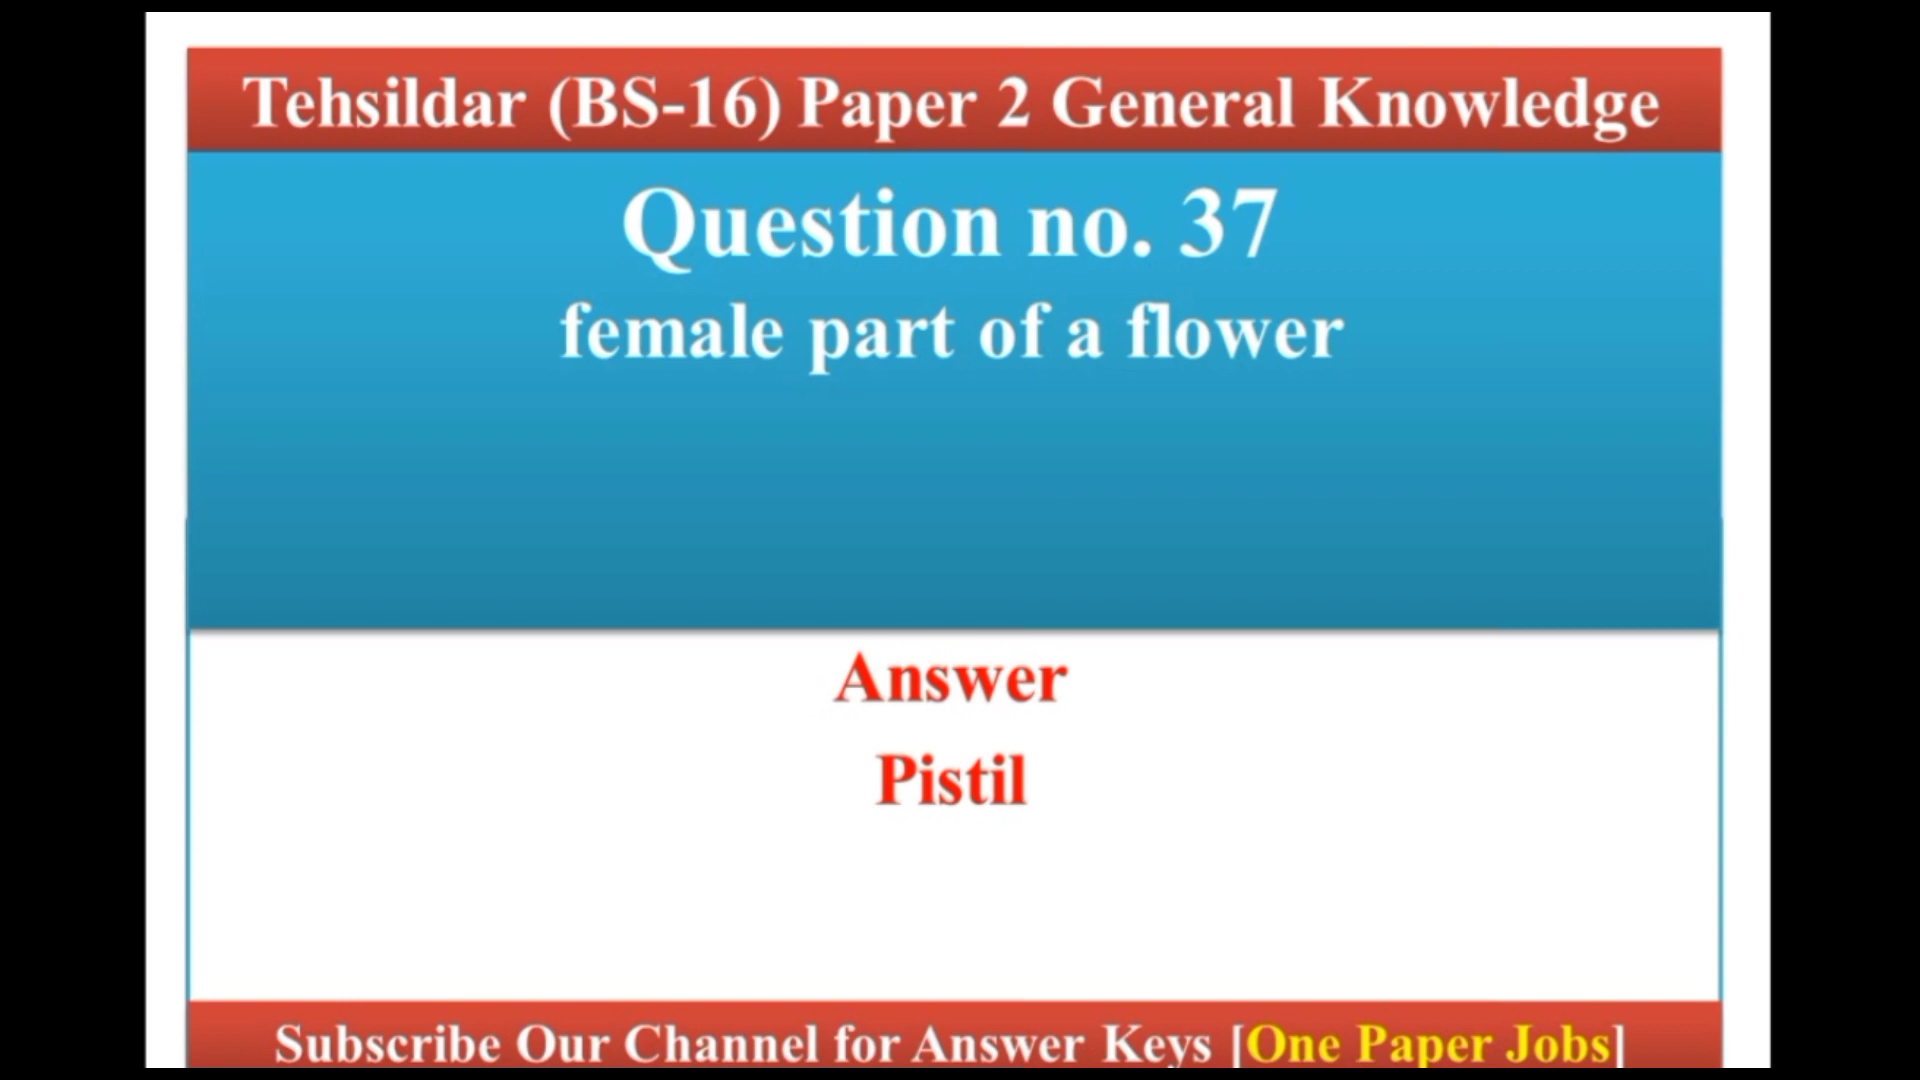 Tehsildar (BS-16) Paper 2 General Knowledge
Question no. 37
female part of a flower
Answer
Pistil
Subscribe Our Channel for Answer Keys [One Paper Jobs]